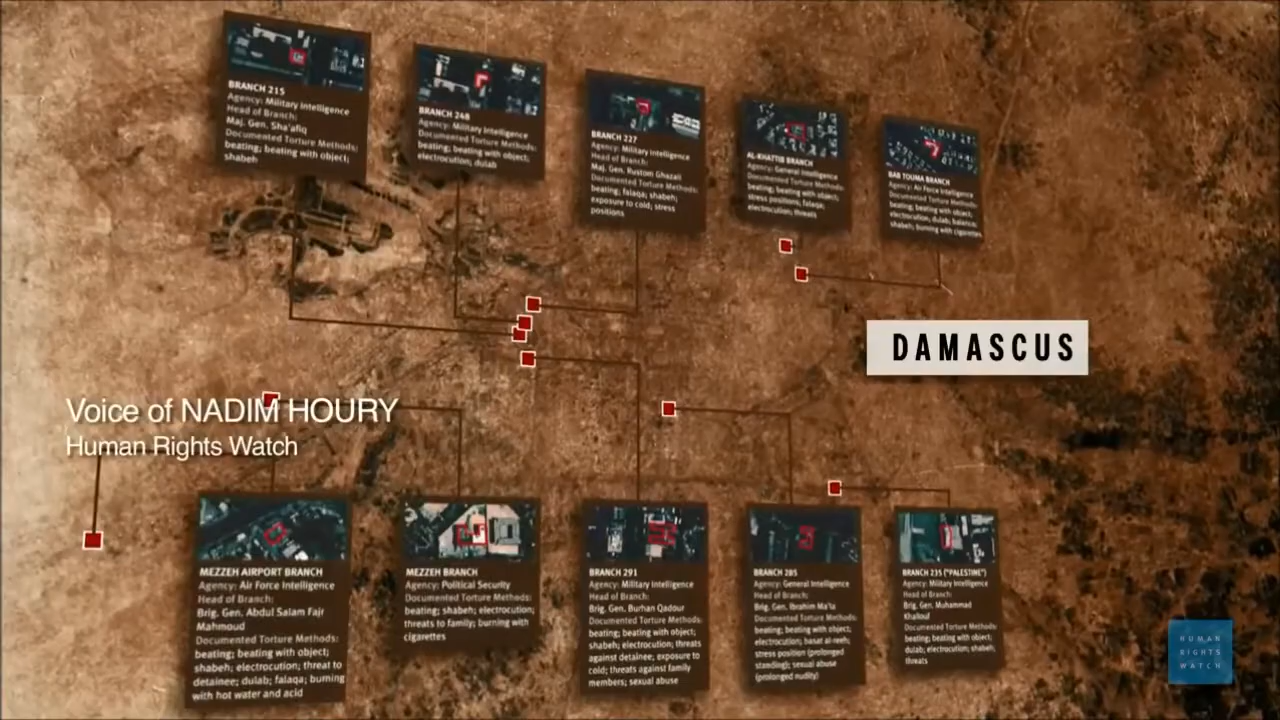 BRANCH 215
Agency: Military Intelligence
Head of Branch:
Maj. Gen. Sha'afiq
Documented Torture Methods:
beating; beating with object;
shabeh
BRANCH 248
Agency: Military Intelligence
Documented Torture Methods:
beating; beating with object;
electrocution; dulab
BRANCH 227
Agency: Military Intelligence
Head of Branch:
Maj. Gen. Rustom Ghazali
Documented Torture Methods:
beating; falaqa; shabeh;
exposure to cold; stress
positions
AL-KHATTIB BRANCH
Agency: General Intelligence
Documented Torture Methods:
beating; beating with object;
stress positions; falaqa;
electrocution; threats
BAB TOUMA BRANCH
Agency: Air Force Intelligence
Documented Torture Methods:
beating; beating with object;
electrocution; dulab; balanco;
shabeh; burning with cigarettes
DAMASCUS
Voice of NADIM HOURY
Human Rights Watch
MEZZEH AIRPORT BRANCH
Agency: Air Force Intelligence
Head of Branch:
Brig. Gen. Abdul Salam Fajr
Mahmoud
Documented Torture Methods:
beating; beating with object;
shabeh; electrocution; threat to
detainee; dulab; falaqa; burning
with hot water and acid
MEZZEH BRANCH
Agency: Political Security
Documented Torture Methods:
beating; shabeh; electrocution;
threats to family; burning with
cigarettes
BRANCH 291
Agency: Military Intelligence
Head of Branch:
Brig. Gen. Burhan Qadour
Documented Torture Methods:
beating; beating with object;
shabeh; electrocution; threats
against detainee; exposure to
cold; threats against family
members; sexual abuse
BRANCH 285
Agency: General Intelligence
Head of Branch:
Brig. Gen. Ibrahim Ma'la
Documented Torture Methods:
beating; beating with object;
electrocution; basat al-reeh;
stress position (prolonged
standing); sexual abuse
(prolonged nudity)
BRANCH 235 ("PALESTINE")
Agency: Military Intelligence
Head of Branch:
Brig. Gen. Muhammad
Khallouf
Documented Torture Methods:
beating; beating with object;
dulab; electrocution; shabeh;
threats
HUMAN
RIGHTS
WATCH